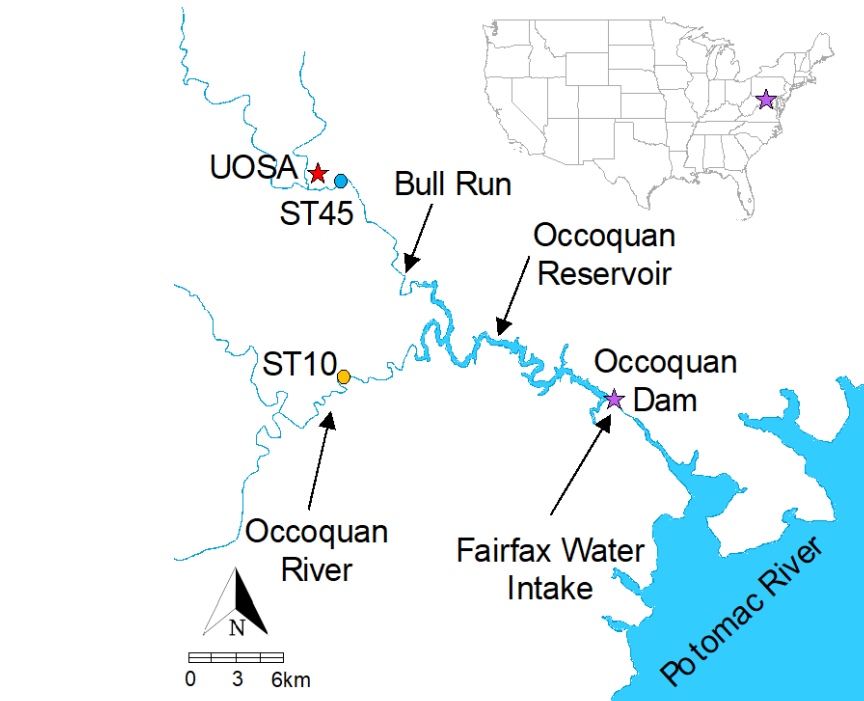 UOSA
ST45
Bull Run
Occoquan
Reservoir
ST10
Occoquan
Dam
Occoquan
River
Fairfax Water
Intake
Potomac River
N
0 3 6km